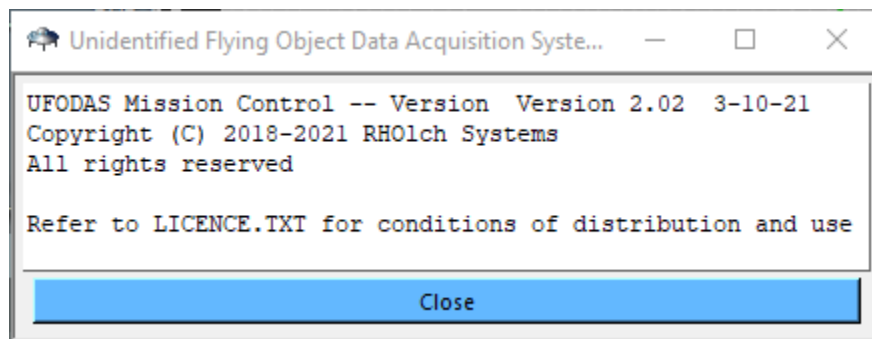 Unidentified Flying Object Data Acquisition Syste...
UFODAS Mission Control -- Version  Version 2.02  3-10-21
Copyright (C) 2018-2021 RHOlch Systems
All rights reserved
Refer to LICENCE.TXT for conditions of distribution and use
Close